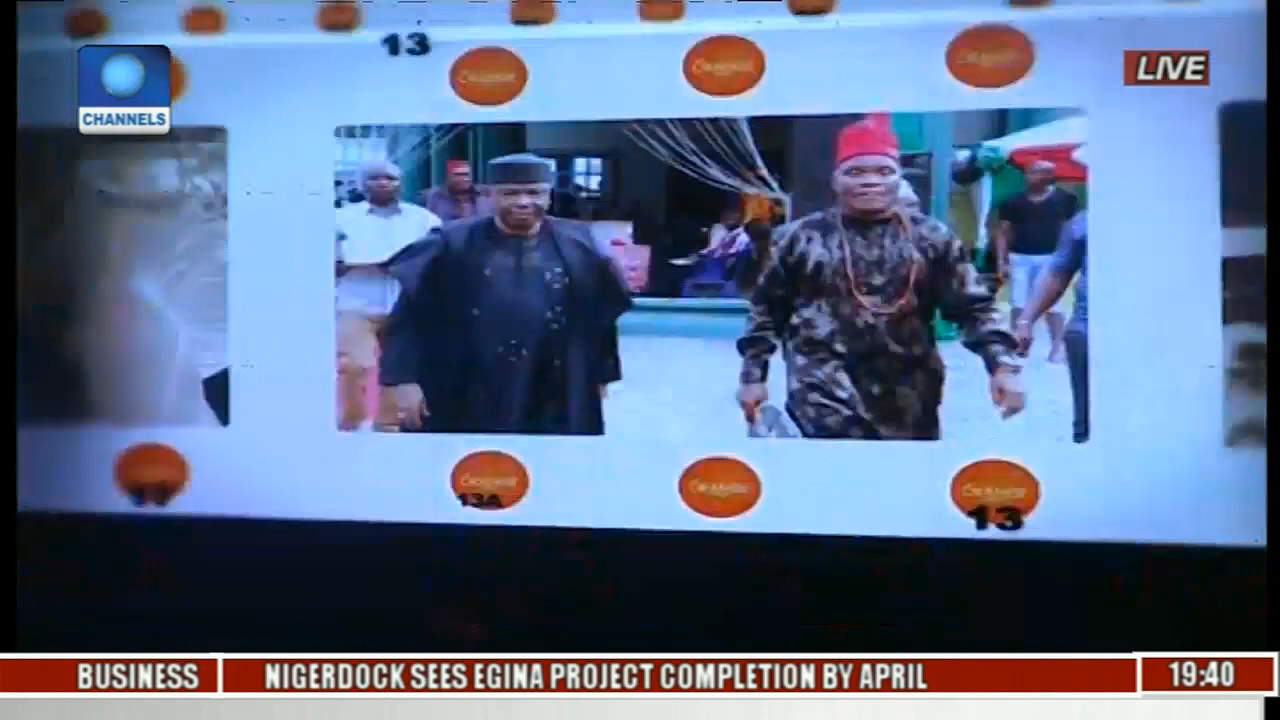 13
LIVE
CHANNELS
13A
13
BUSINESS
NIGERDOCK SEES EGINA PROJECT COMPLETION BY APRIL
19:40